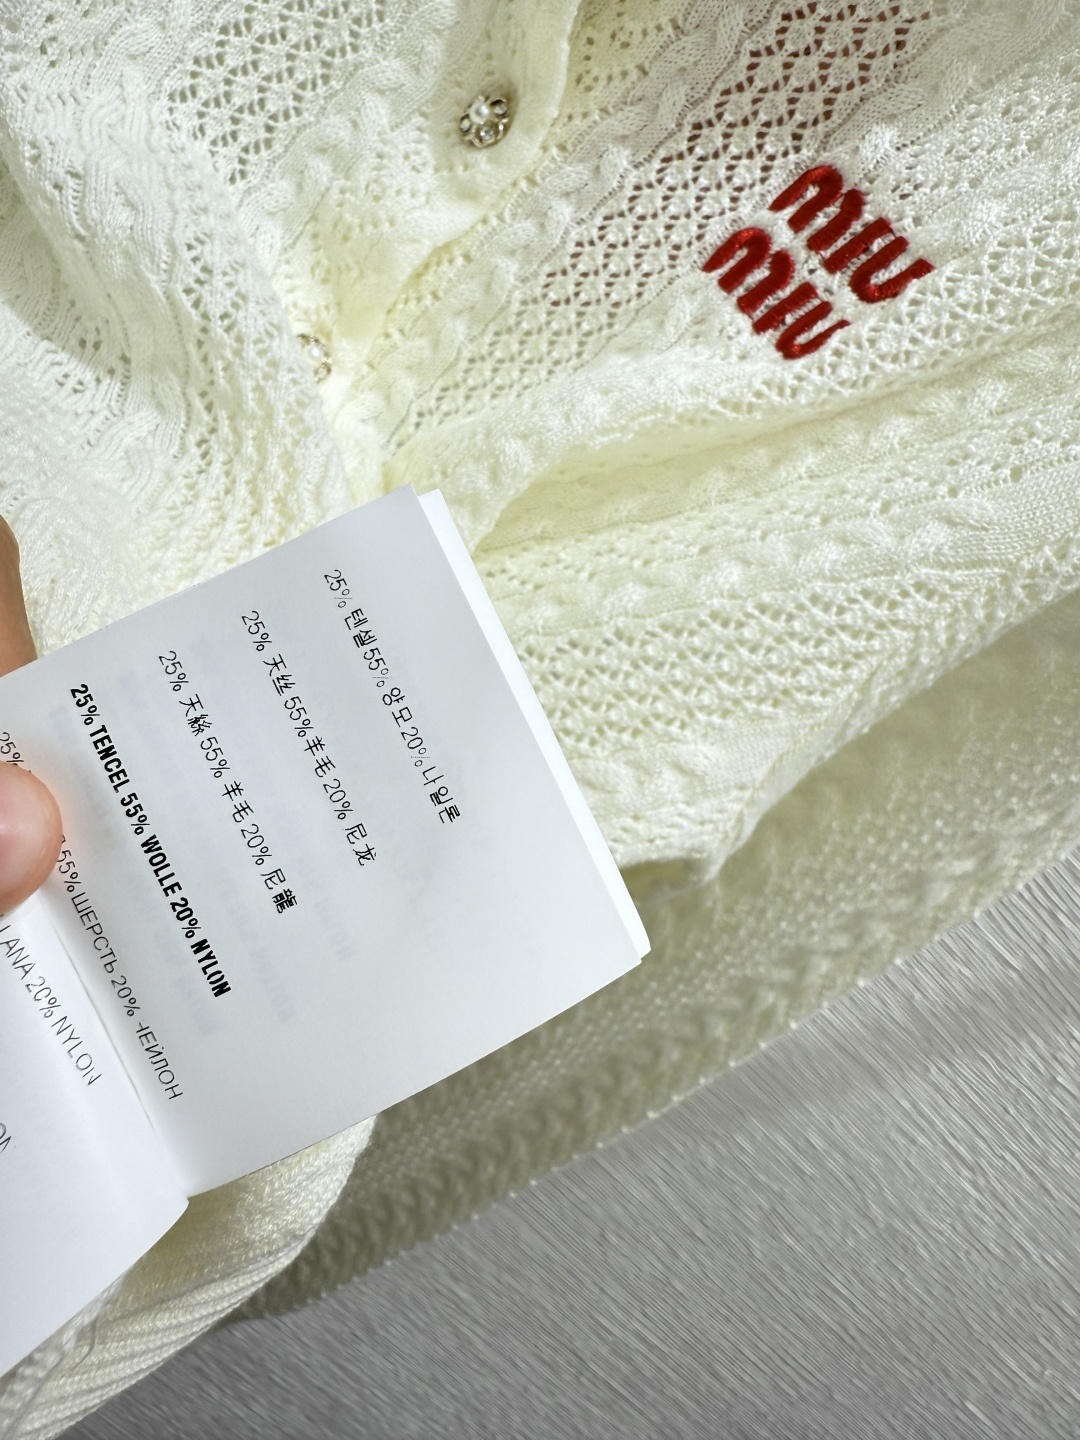 MIU
MIU
25% 텐셀 55% 양모 20% 나일론
25% 天丝 55% 羊毛 20% 尼龙
25% 天絲 55% 羊毛 20% 尼龍
25% TENCEL 55% WOLLE 20% NYLON
55% ШЕРСТЬ 20% НЕЙЛОН
25%
LANA 20% NYLON